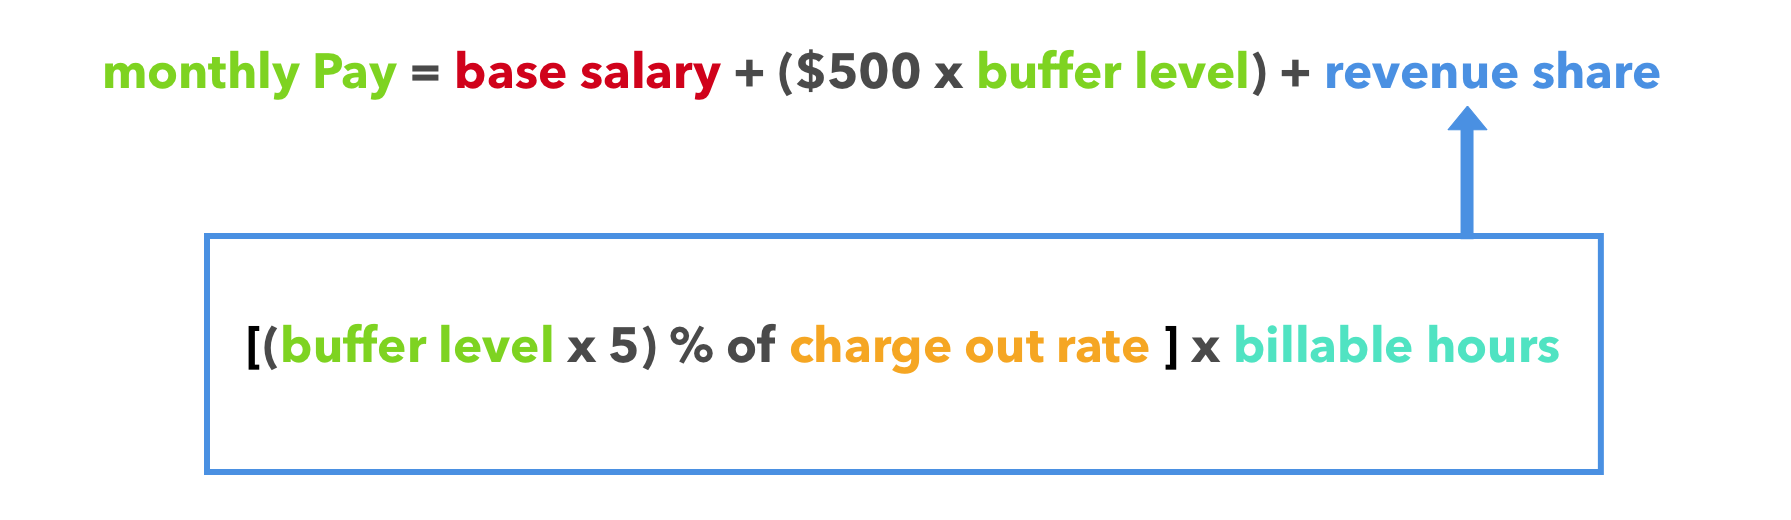 monthly Pay = base salary + ($500 x buffer level) + revenue share
[(buffer level x 5) % of charge out rate ] x billable hours